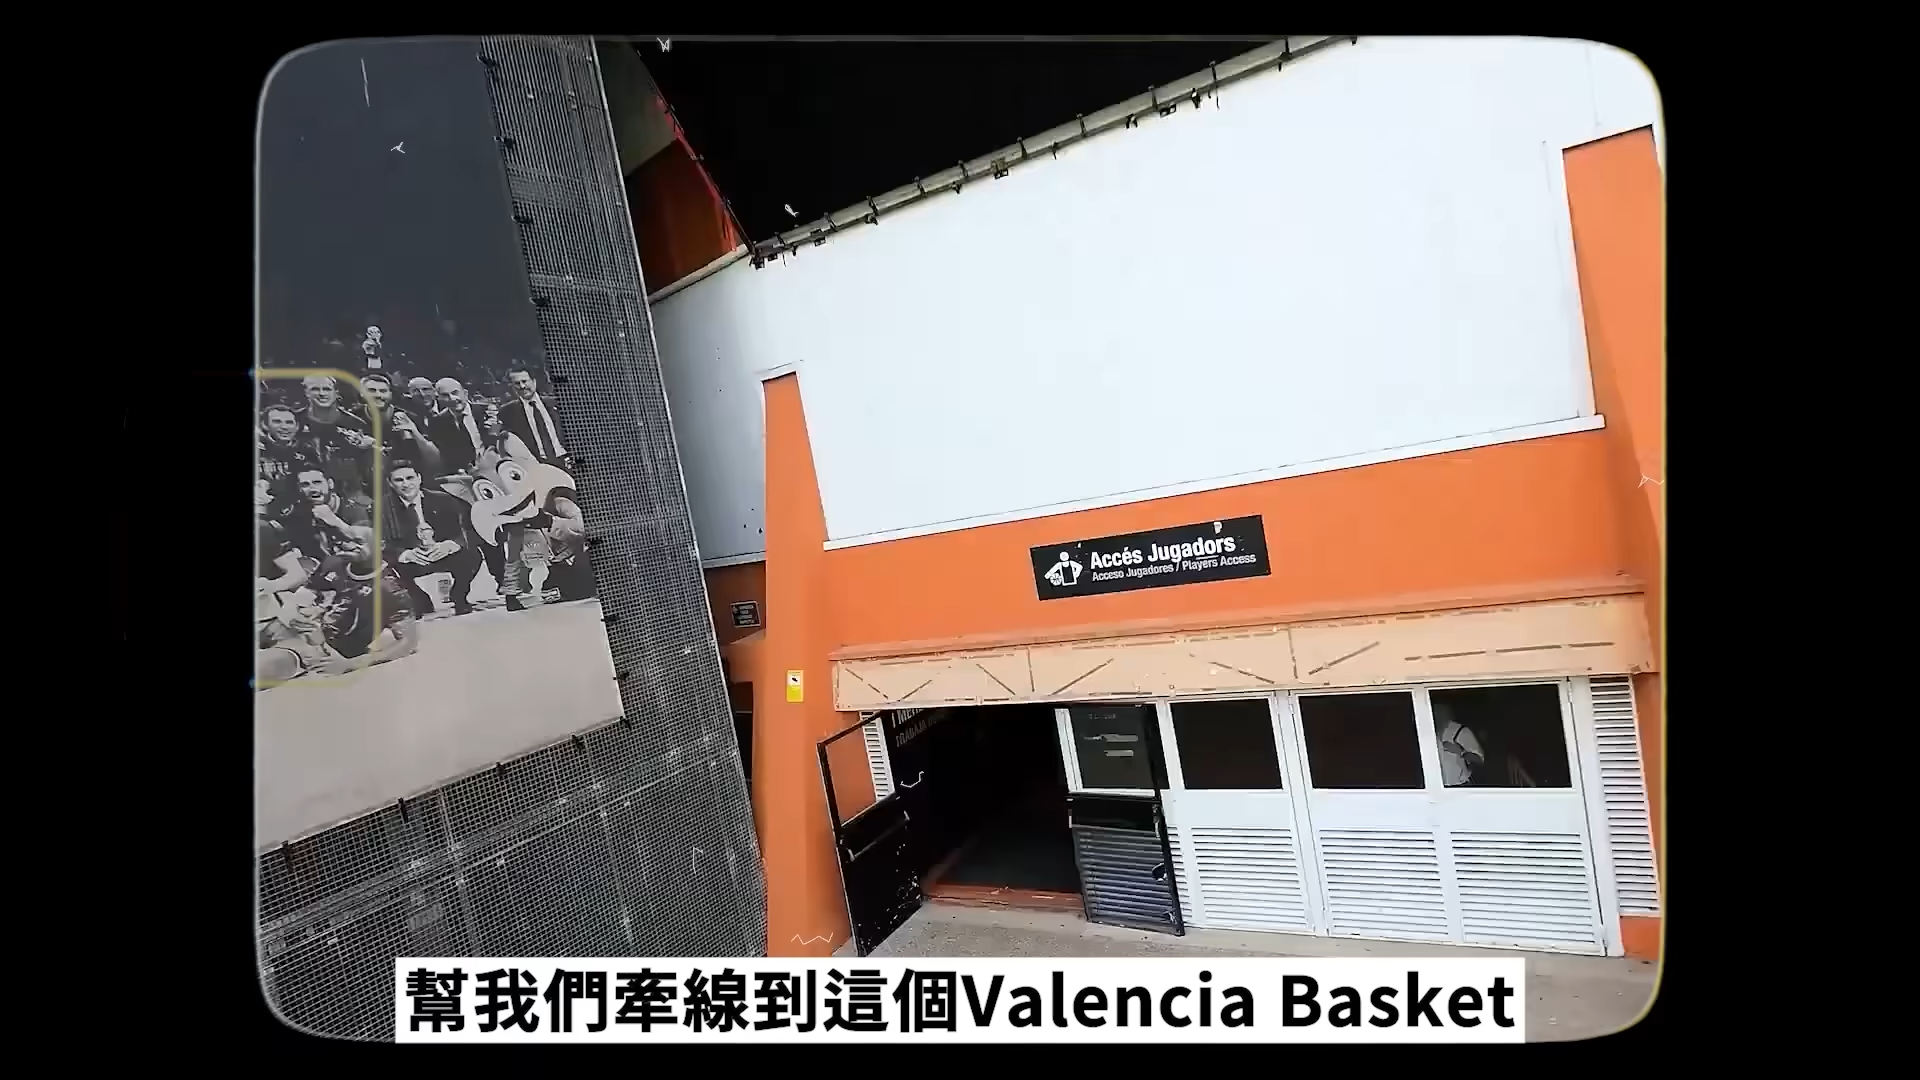 Accés Jugadors
Acceso Jugadores / Players Access
幫我們牽線到這個Valencia Basket